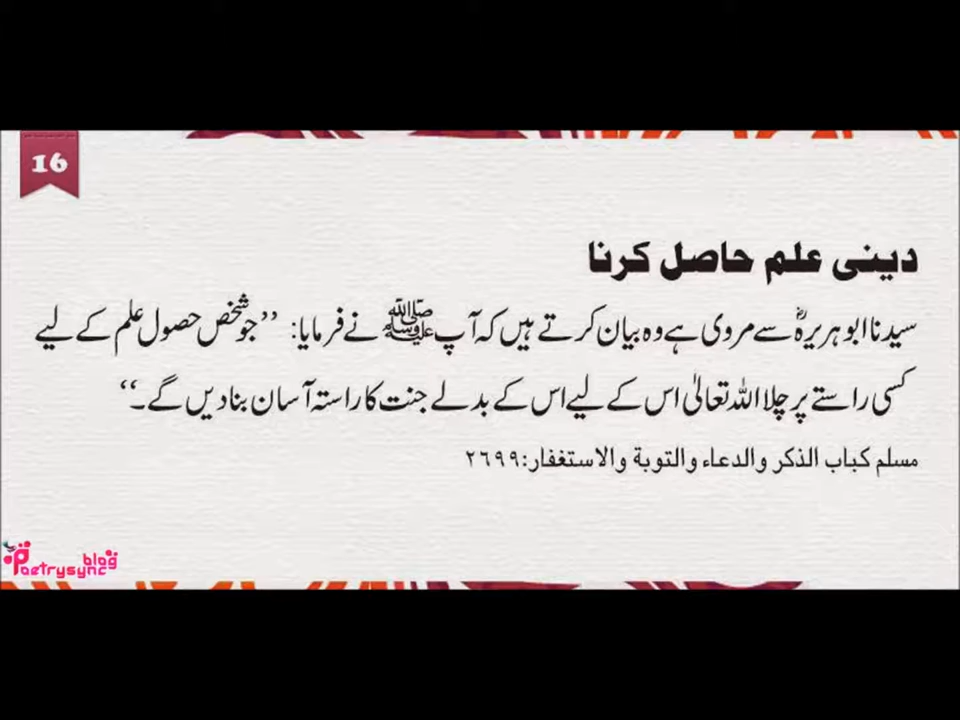 16
دینی علم حاصل کرنا
سیدنا ابو ہریرہؓ سے مروی ہے وہ بیان کرتے ہیں کہ آپ ﷺ نے فرمایا: ”جو شخص حصول علم کے لیے
کسی راستے پر چلا اللہ تعالیٰ اس کے لیے اس کے بدلے جنت کا راستہ آسان بنا دیں گے۔“
مسلم کباب الذکر والدعاء والتوبة والاستغفار:٢٦٩٩
Poetrysync blog